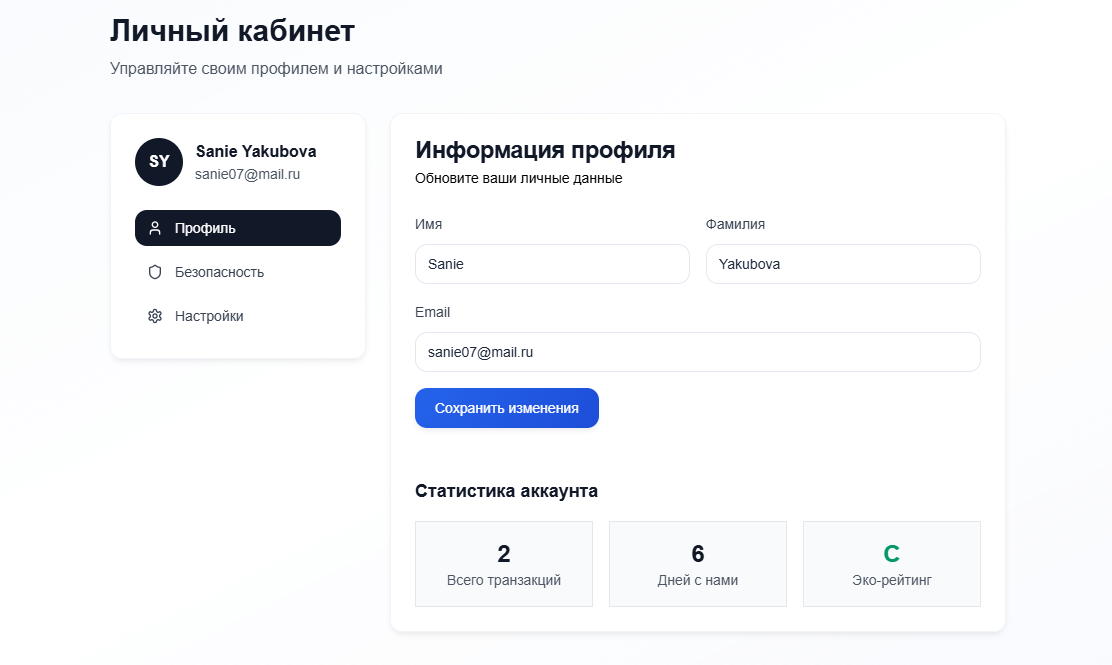 Личный кабинет
Управляйте своим профилем и настройками
SY
Sanie Yakubova
sanie07@mail.ru
Профиль
Безопасность
Настройки
Информация профиля
Обновите ваши личные данные
Имя
Фамилия
Sanie
Yakubova
Email
sanie07@mail.ru
Сохранить изменения
Статистика аккаунта
2
Всего транзакций
6
Дней с нами
C
Эко-рейтинг